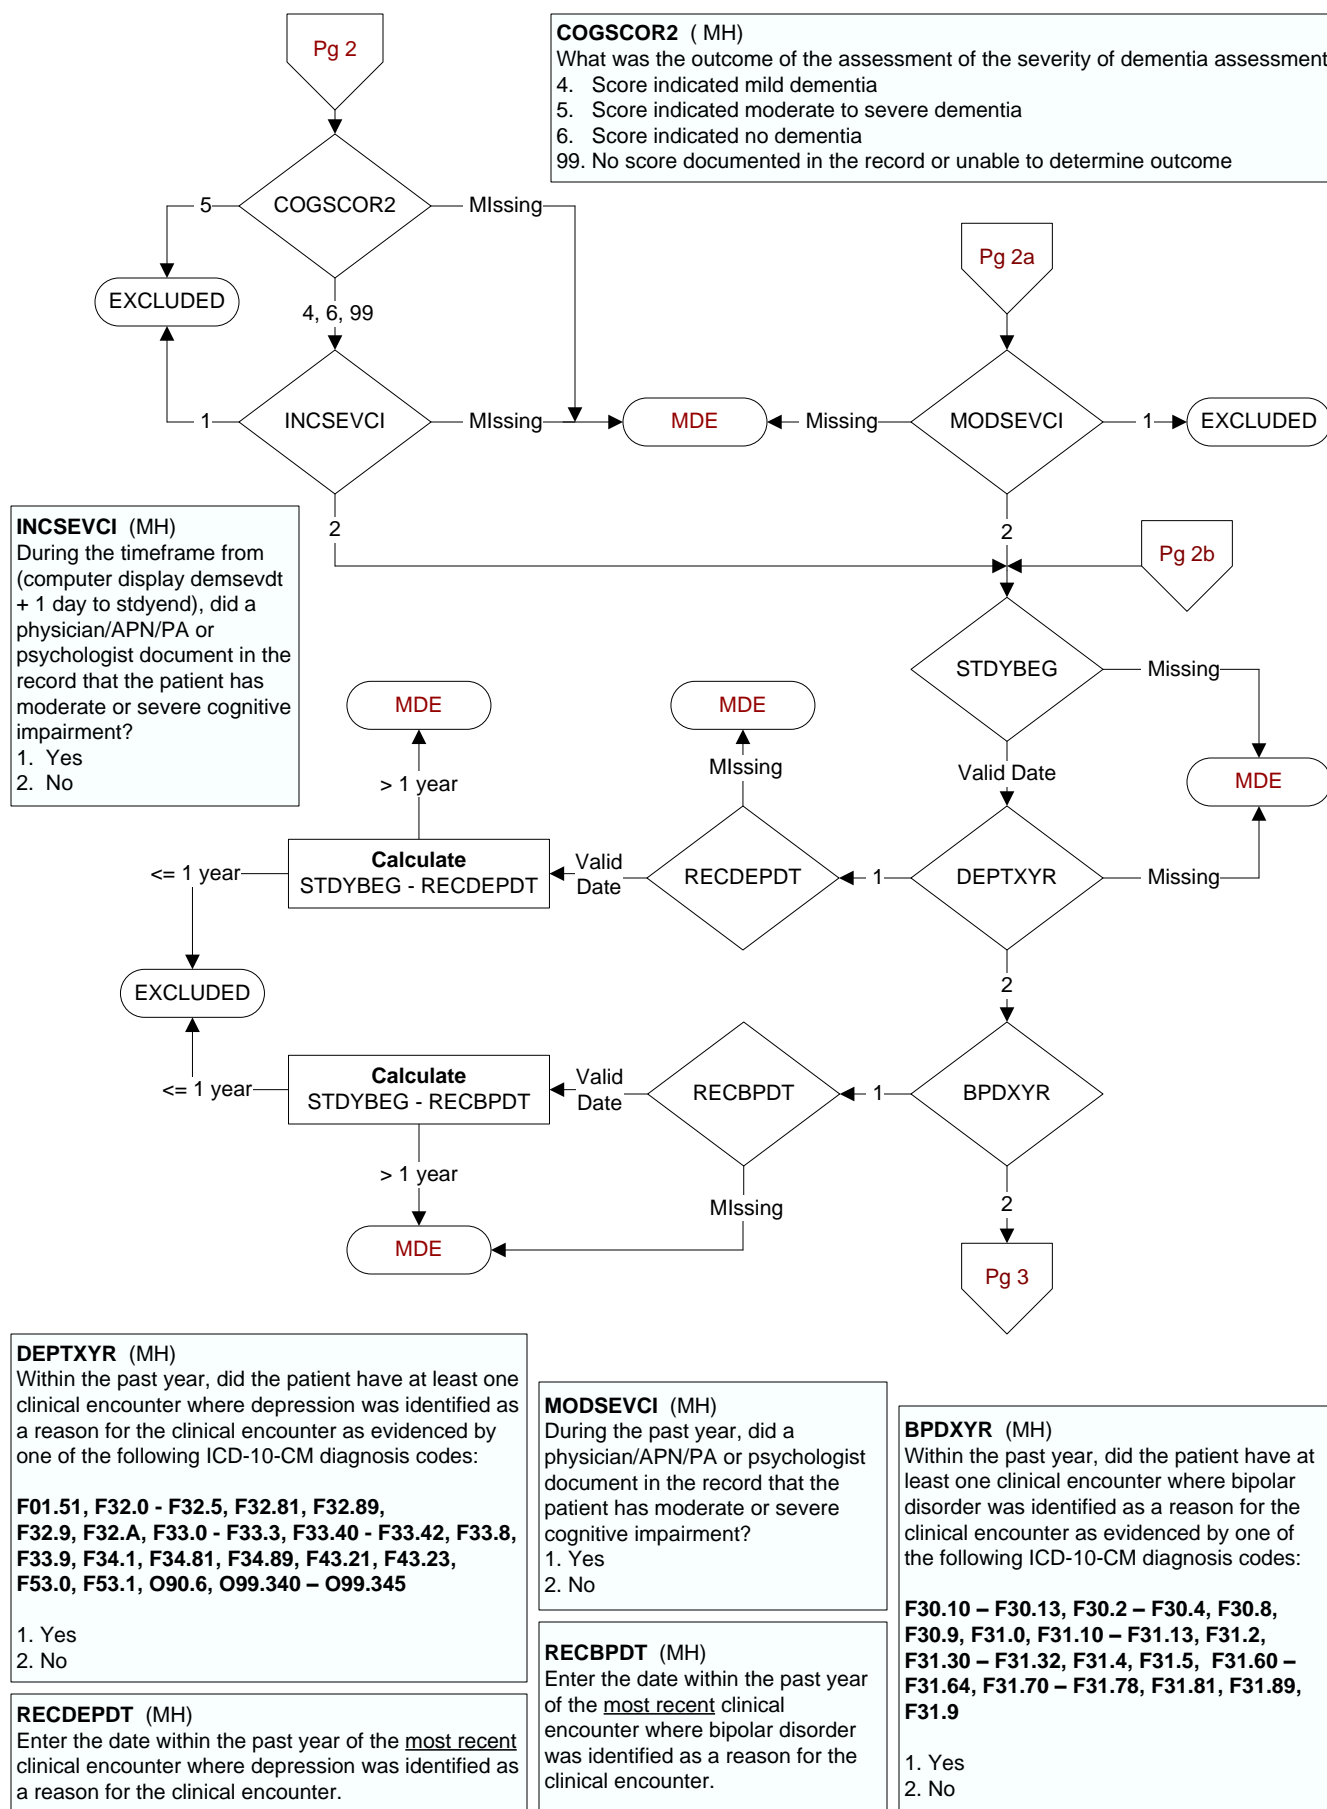 Pg 2
COGSCOR2 ( MH)
What was the outcome of the assessment of the severity of dementia assessment
4. Score indicated mild dementia
5. Score indicated moderate to severe dementia
6. Score indicated no dementia
99. No score documented in the record or unable to determine outcome
5
COGSCOR2
MIssing
Pg 2a
EXCLUDED
4, 6, 99
1
INCSEVCI
MIssing
MDE
Missing
MODSEVCI
1
EXCLUDED
2
2
Pg 2b
INCSEVCI (MH)
During the timeframe from
(computer display demsevdt
+ 1 day to stdyend), did a
physician/APN/PA or
psychologist document in the
record that the patient has
moderate or severe cognitive
impairment?
1. Yes
2. No
STDYBEG
Missing
MDE
MDE
MIssing
> 1 year
Valid Date
MDE
<= 1 year
Calculate
STDYBEG - RECDEPDT
Valid
Date
RECDEPDT
1
DEPTXYR
Missing
EXCLUDED
2
<= 1 year
Calculate
STDYBEG - RECBPDT
Valid
Date
RECBPDT
1
BPDXYR
> 1 year
MIssing
2
MDE
Pg 3
DEPTXYR (MH)
Within the past year, did the patient have at least one
clinical encounter where depression was identified as
a reason for the clinical encounter as evidenced by
one of the following ICD-10-CM diagnosis codes:
F01.51, F32.0 - F32.5, F32.81, F32.89,
F32.9, F32.A, F33.0 - F33.3, F33.40 - F33.42, F33.8,
F33.9, F34.1, F34.81, F34.89, F43.21, F43.23,
F53.0, F53.1, O90.6, O99.340 – O99.345
1. Yes
2. No
RECDEPDT (MH)
Enter the date within the past year of the most recent
clinical encounter where depression was identified as
a reason for the clinical encounter.
MODSEVCI (MH)
During the past year, did a
physician/APN/PA or psychologist
document in the record that the
patient has moderate or severe
cognitive impairment?
1. Yes
2. No
RECBPDT (MH)
Enter the date within the past year
of the most recent clinical
encounter where bipolar disorder
was identified as a reason for the
clinical encounter.
BPDXYR (MH)
Within the past year, did the patient have at
least one clinical encounter where bipolar
disorder was identified as a reason for the
clinical encounter as evidenced by one of
the following ICD-10-CM diagnosis codes:
F30.10 – F30.13, F30.2 – F30.4, F30.8,
F30.9, F31.0, F31.10 – F31.13, F31.2,
F31.30 – F31.32, F31.4, F31.5, F31.60 –
F31.64, F31.70 – F31.78, F31.81, F31.89,
F31.9
1. Yes
2. No